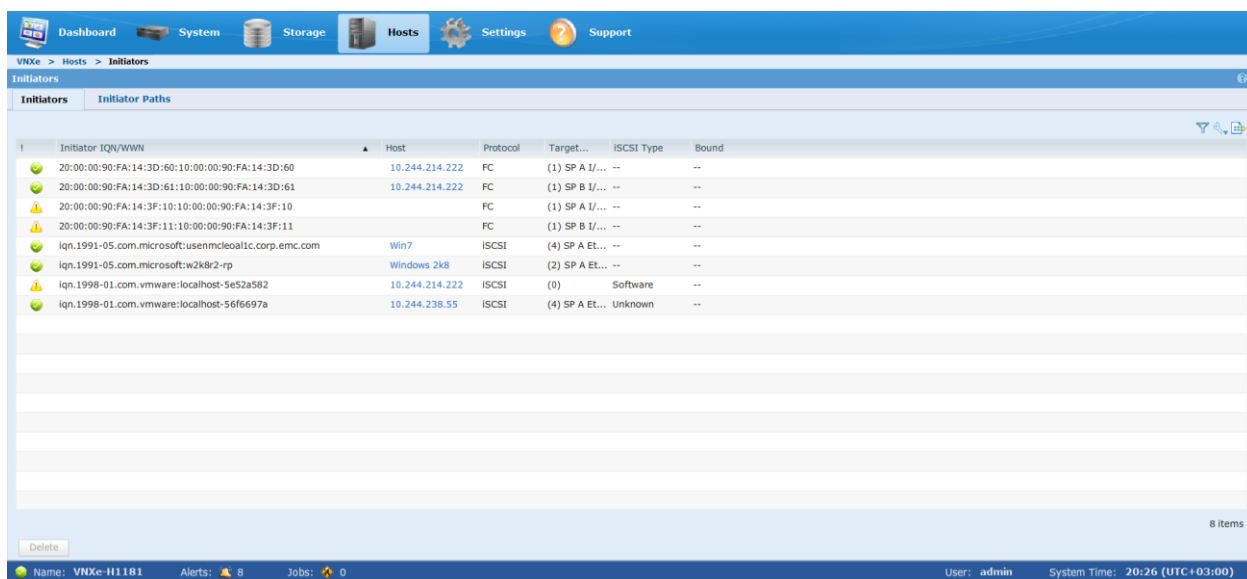 Dashboard System Storage Hosts Settings Support
VNXe > Hosts > Initiators
Initiators
Initiators Initiator Paths
! Initiator IQN/WWN Host Protocol Target... iSCSI Type Bound
20:00:00:90:FA:14:3D:60:10:00:00:90:FA:14:3D:60 10.244.214.222 FC (1) SP A I/... -- --
20:00:00:90:FA:14:3D:61:10:00:00:90:FA:14:3D:61 10.244.214.222 FC (1) SP B I/... -- --
20:00:00:90:FA:14:3F:10:10:00:00:90:FA:14:3F:10 FC (1) SP A I/... -- --
20:00:00:90:FA:14:3F:11:10:00:00:90:FA:14:3F:11 FC (1) SP B I/... -- --
iqn.1991-05.com.microsoft:usenmcleoal1c.corp.emc.com Win7 iSCSI (4) SP A Et... -- --
iqn.1991-05.com.microsoft:w2k8r2-rp Windows 2k8 iSCSI (2) SP A Et... -- --
iqn.1998-01.com.vmware:localhost-5e52a582 10.244.214.222 iSCSI (0) Software --
iqn.1998-01.com.vmware:localhost-56f6697a 10.244.238.55 iSCSI (4) SP A Et... Unknown --
8 items
Delete
Name: VNXe-H1181 Alerts: 8 Jobs: 0 User: admin System Time: 20:26 (UTC+03:00)